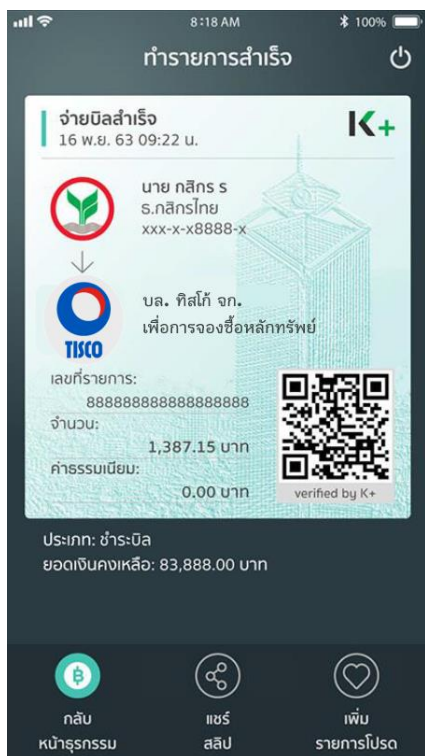 8:18 AM
100%
ทำรายการสำเร็จ
จ่ายบิลสำเร็จ
16 พ.ย. 63 09:22 น.
K+
นาย กสิกร ร
ธ.กสิกรไทย
xxx-x-x8888-x
บล. ทิสโก้ จก.
เพื่อการจองซื้อหลักทรัพย์
TISCO
เลขที่รายการ:
888888888888888888
จำนวน:
1,387.15 บาท
ค่าธรรมเนียม:
0.00 บาท
verified by K+
ประเภท: ชำระบิล
ยอดเงินคงเหลือ: 83,888.00 บาท
กลับ
หน้าธุรกรรม
แชร์
สลิป
เพิ่ม
รายการโปรด